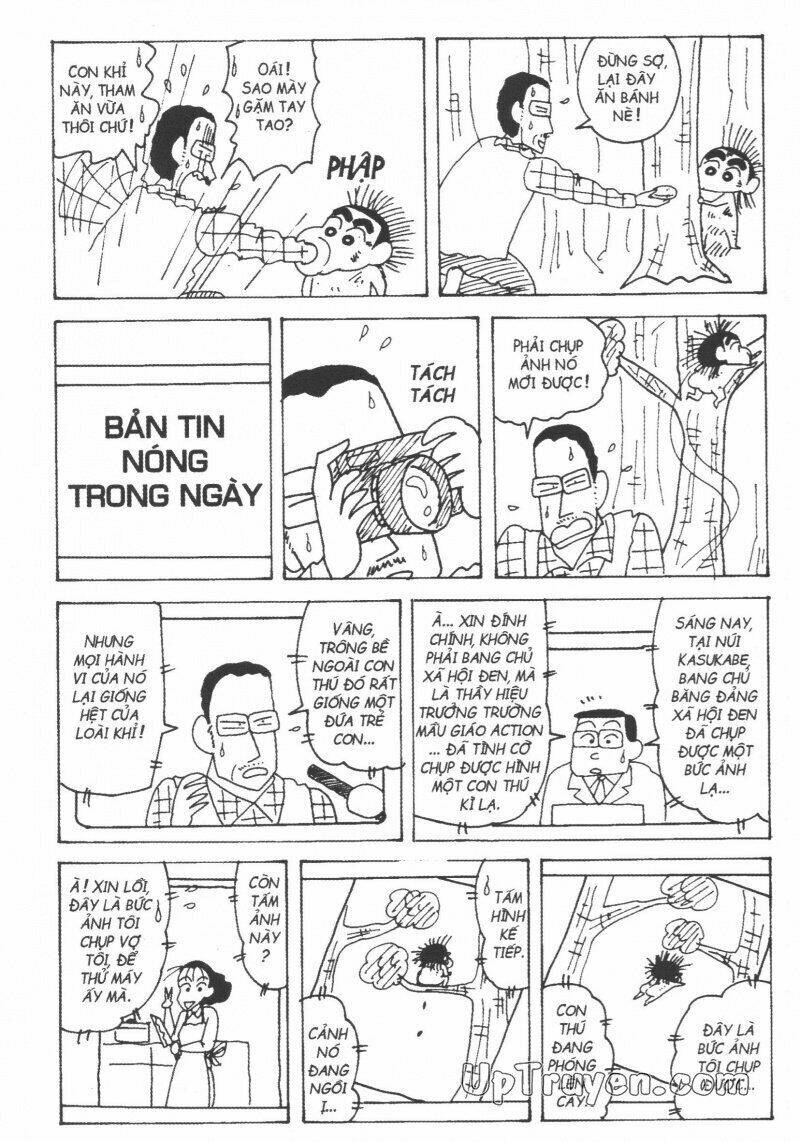 ĐỪNG SỢ,
LẠI ĐÂY
ĂN BÁNH
NÈ!
OÁI!
SAO MÀY
GẶM TAY
TAO?
PHẬP
CON KHỈ
NÀY, THAM
ĂN VỪA
THÔI CHỨ!
PHẢI CHỤP
ẢNH NÓ
MỚI ĐƯỢC!
TÁCH
TÁCH
BẢN TIN
NÓNG
TRONG NGÀY
SÁNG NAY,
TẠI NÚI
KASUKABE,
BANG CHỦ
BĂNG ĐẢNG
XÃ HỘI ĐEN
ĐÃ CHỤP
ĐƯỢC MỘT
BỨC ẢNH
LẠ...
À... XIN ĐÍNH
CHÍNH, KHÔNG
PHẢI BANG CHỦ
XÃ HỘI ĐEN, MÀ
LÀ THẦY HIỆU
TRƯỞNG TRƯỜNG
MẪU GIÁO ACTION
... ĐÃ TÌNH CỜ
CHỤP ĐƯỢC HÌNH
MỘT CON THÚ
KÌ LẠ.
VÂNG,
TRÔNG BỀ
NGOÀI CON
THÚ ĐÓ RẤT
GIỐNG MỘT
ĐỨA TRẺ
CON...
NHƯNG
MỌI HÀNH
VI CỦA NÓ
LẠI GIỐNG
HỆT CỦA
LOÀI KHỈ!
ĐÂY LÀ
BỨC ẢNH
TÔI CHỤP
ĐƯỢC...
CON
THÚ
ĐANG
PHÓNG
LÊN
CÂY.
TẤM
HÌNH
KẾ
TIẾP.
CẢNH
NÓ
ĐANG
NGỒI
Ị...
CÒN
TẤM
ẢNH
NÀY
?
À! XIN LỖI,
ĐÂY LÀ BỨC
ẢNH TÔI
CHỤP VỢ
TÔI, ĐỂ
THỬ MÁY
ẤY MÀ.
UpTruyen.com